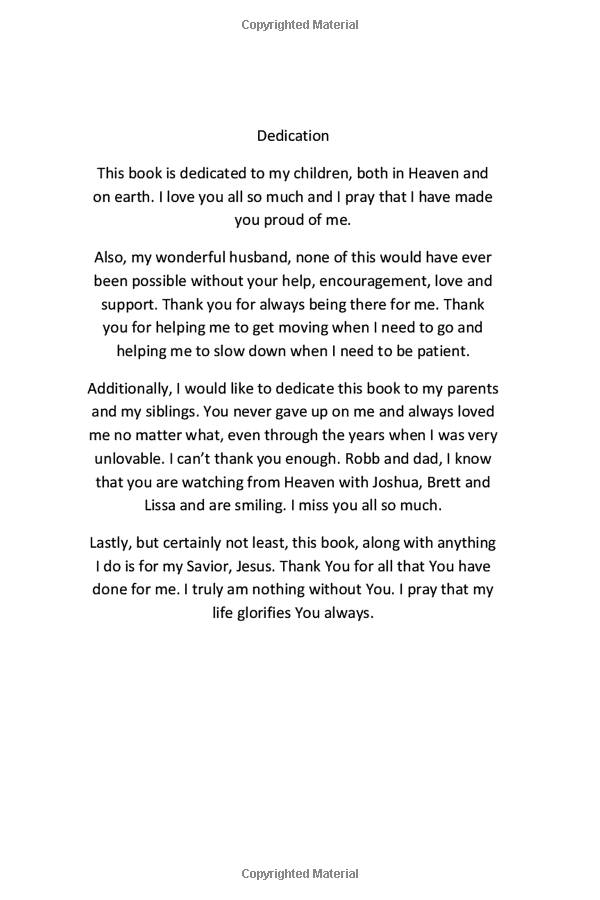 Copyrighted Material
Dedication
This book is dedicated to my children, both in Heaven and
on earth. I love you all so much and I pray that I have made
you proud of me.
Also, my wonderful husband, none of this would have ever
been possible without your help, encouragement, love and
support. Thank you for always being there for me. Thank
you for helping me to get moving when I need to go and
helping me to slow down when I need to be patient.
Additionally, I would like to dedicate this book to my parents
and my siblings. You never gave up on me and always loved
me no matter what, even through the years when I was very
unlovable. I can’t thank you enough. Robb and dad, I know
that you are watching from Heaven with Joshua, Brett and
Lissa and are smiling. I miss you all so much.
Lastly, but certainly not least, this book, along with anything
I do is for my Savior, Jesus. Thank You for all that You have
done for me. I truly am nothing without You. I pray that my
life glorifies You always.
Copyrighted Material